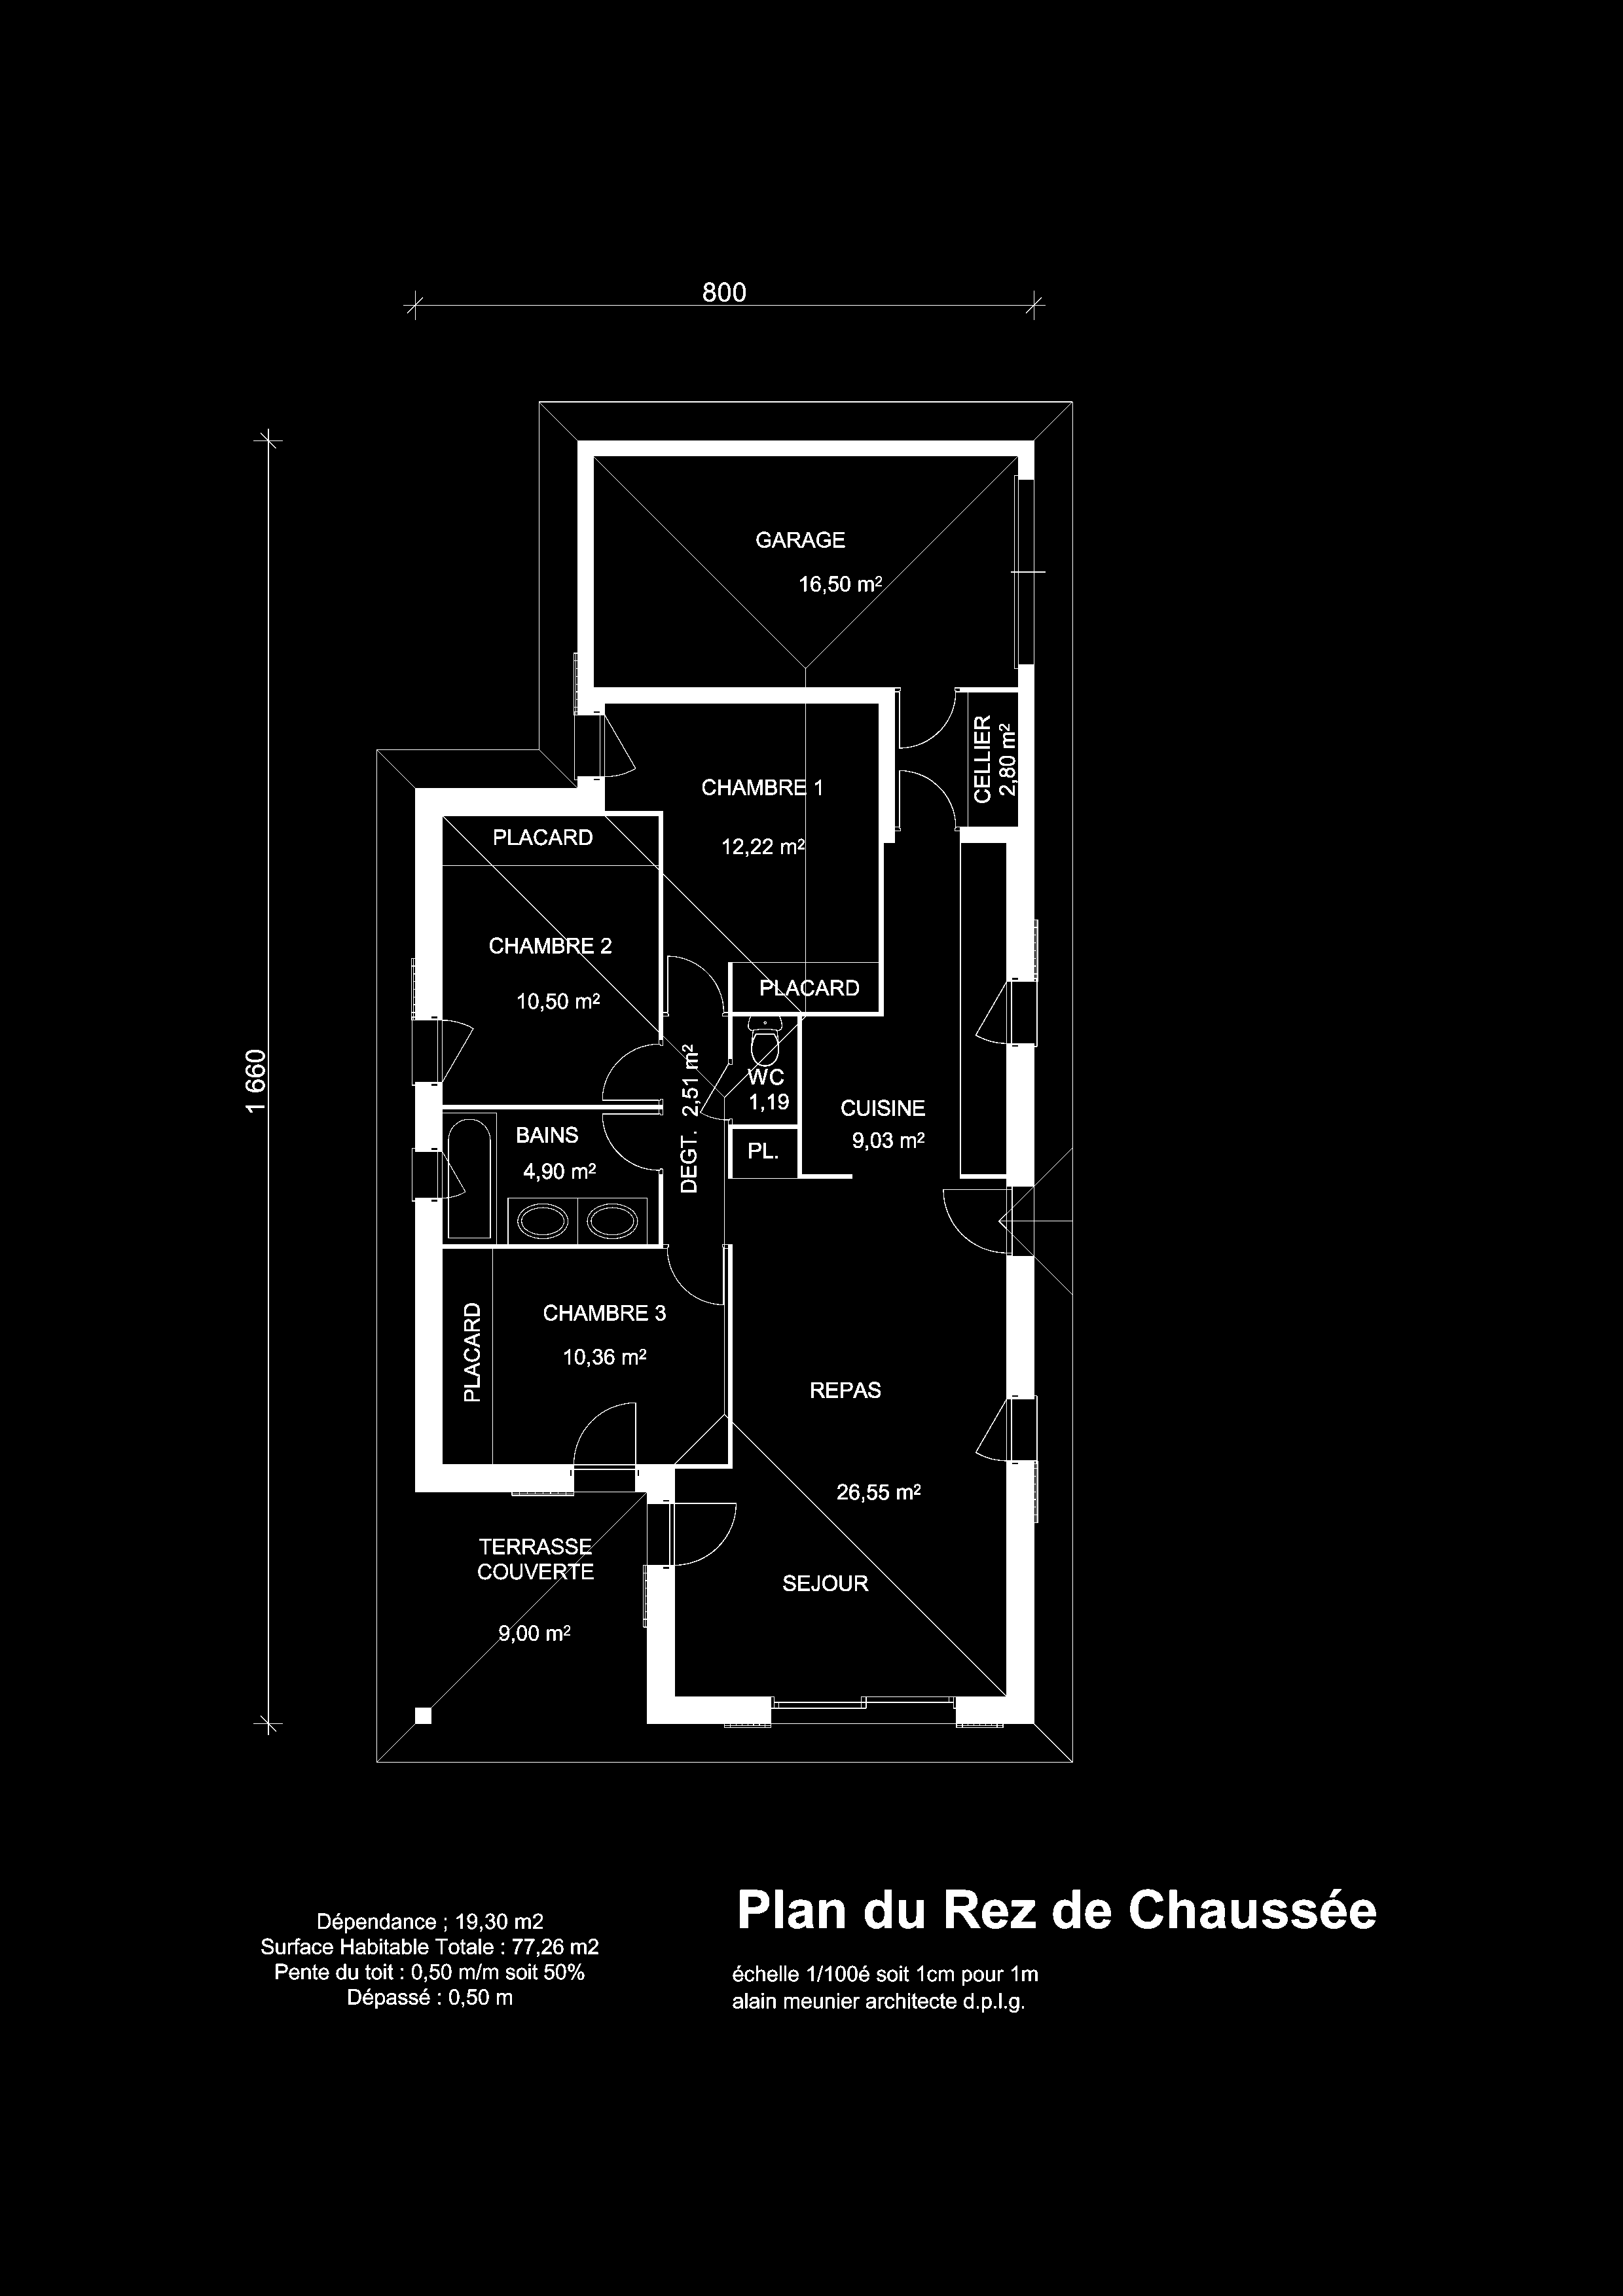 800
GARAGE
16,50 m²
CELLIER
2,80 m²
CHAMBRE 1
12,22 m²
PLACARD
CHAMBRE 2
10,50 m²
PLACARD
1 660
DEGT. 2,51 m²
WC
1,19
CUISINE
9,03 m²
BAINS
4,90 m²
PL.
CHAMBRE 3
10,36 m²
PLACARD
REPAS
26,55 m²
SEJOUR
TERRASSE
COUVERTE
9,00 m²
Plan du Rez de Chaussée
échelle 1/100é soit 1cm pour 1m
alain meunier architecte d.p.l.g.
Dépendance ; 19,30 m2
Surface Habitable Totale : 77,26 m2
Pente du toit : 0,50 m/m soit 50%
Dépassé : 0,50 m